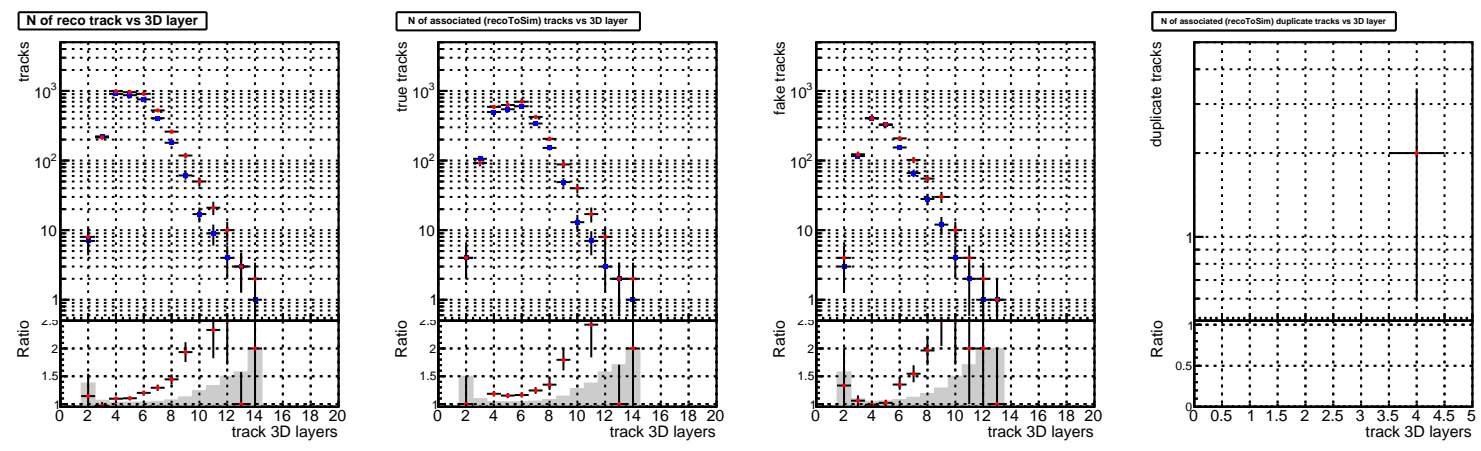 N of reco track vs 3D layer
tracks
10³
10²
10
1
Ratio
2.5
2
1.5
1
0 2 4 6 8 10 12 14 16 18 20
track 3D layers
N of associated (recoToSim) tracks vs 3D layer
true tracks
10³
10²
10
1
Ratio
2.5
2
1.5
1
0 2 4 6 8 10 12 14 16 18 20
track 3D layers
fake tracks
10³
10²
10
1
Ratio
2.5
2
1.5
1
0 2 4 6 8 10 12 14 16 18 20
track 3D layers
N of associated (recoToSim) duplicate tracks vs 3D layer
duplicate tracks
1
Ratio
1
0.5
0
0 0.5 1 1.5 2 2.5 3 3.5 4 4.5 5
track 3D layers